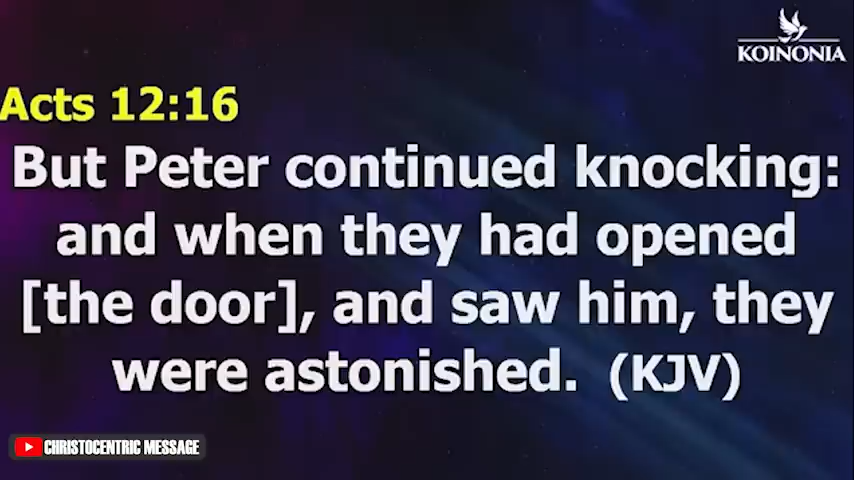 KOINONIA
Acts 12:16
But Peter continued knocking:
and when they had opened
[the door], and saw him, they
were astonished. (KJV)
CHRISTOCENTRIC MESSAGE